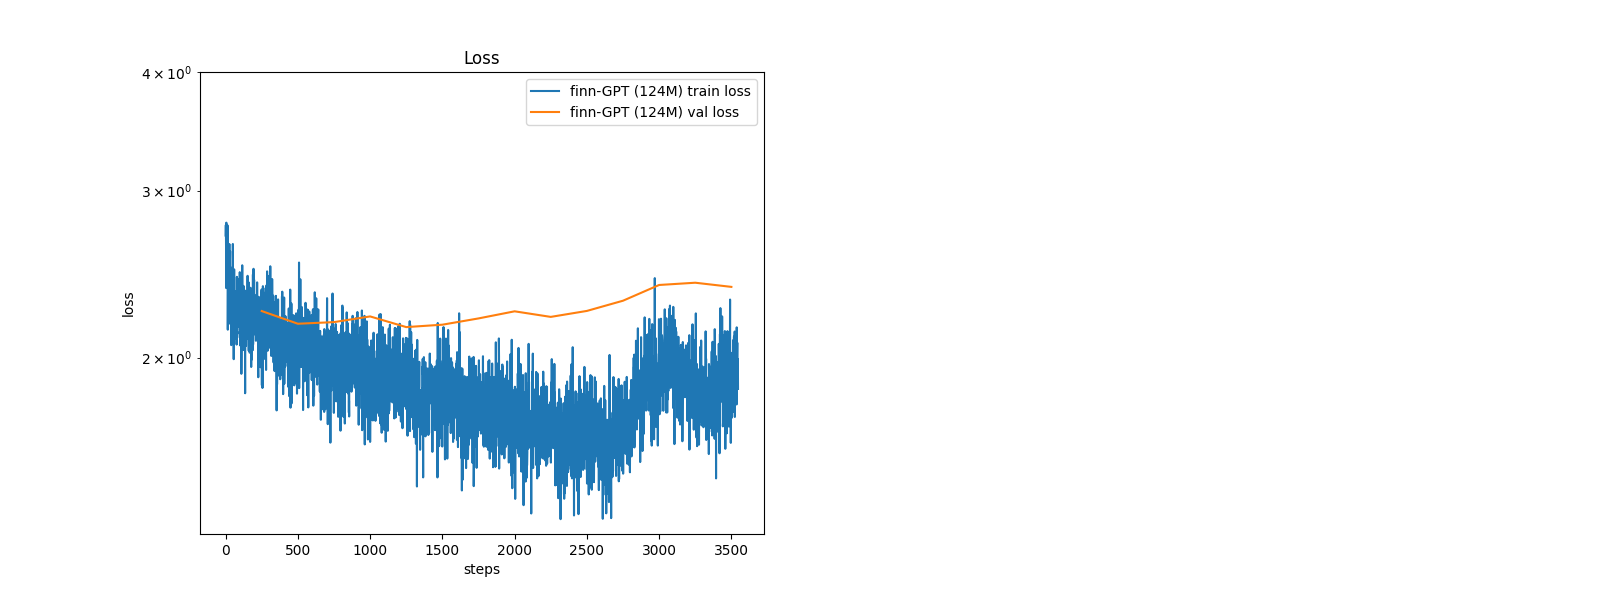 Loss
finn-GPT (124M) train loss
finn-GPT (124M) val loss
4 × 10⁰
3 × 10⁰
2 × 10⁰
loss
0 500 1000 1500 2000 2500 3000 3500
steps